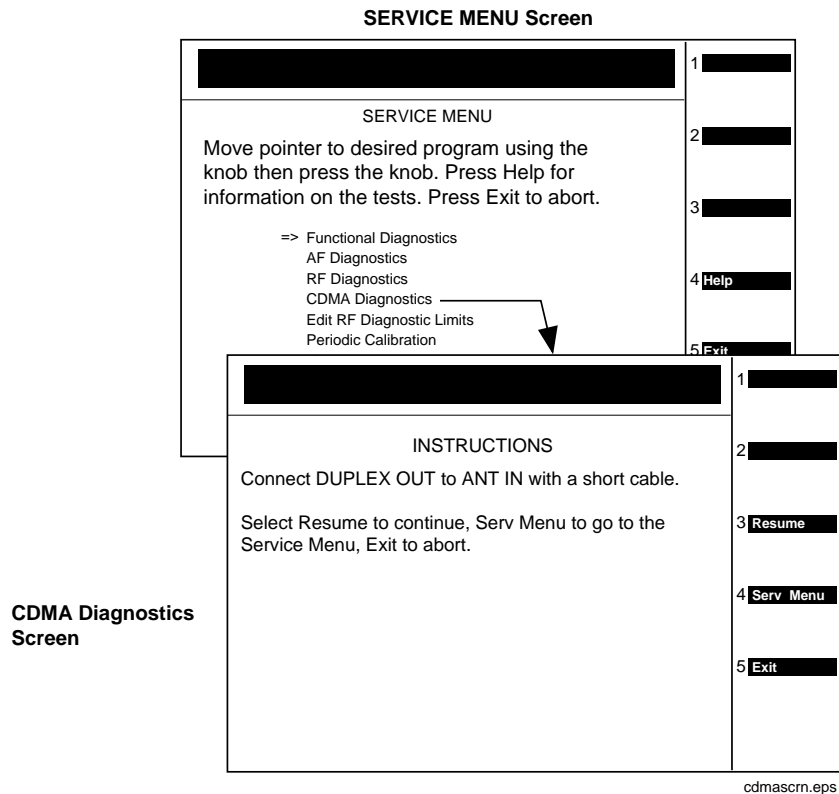 SERVICE MENU Screen
1
SERVICE MENU
2
Move pointer to desired program using the
knob then press the knob. Press Help for
information on the tests. Press Exit to abort.
3
=> Functional Diagnostics
AF Diagnostics
RF Diagnostics
4 Help
CDMA Diagnostics
Edit RF Diagnostic Limits
Periodic Calibration
5 Exit
1
INSTRUCTIONS
2
Connect DUPLEX OUT to ANT IN with a short cable.
Select Resume to continue, Serv Menu to go to the
Service Menu, Exit to abort.
3 Resume
4 Serv Menu
5 Exit
CDMA Diagnostics
Screen
cdmascrn.eps